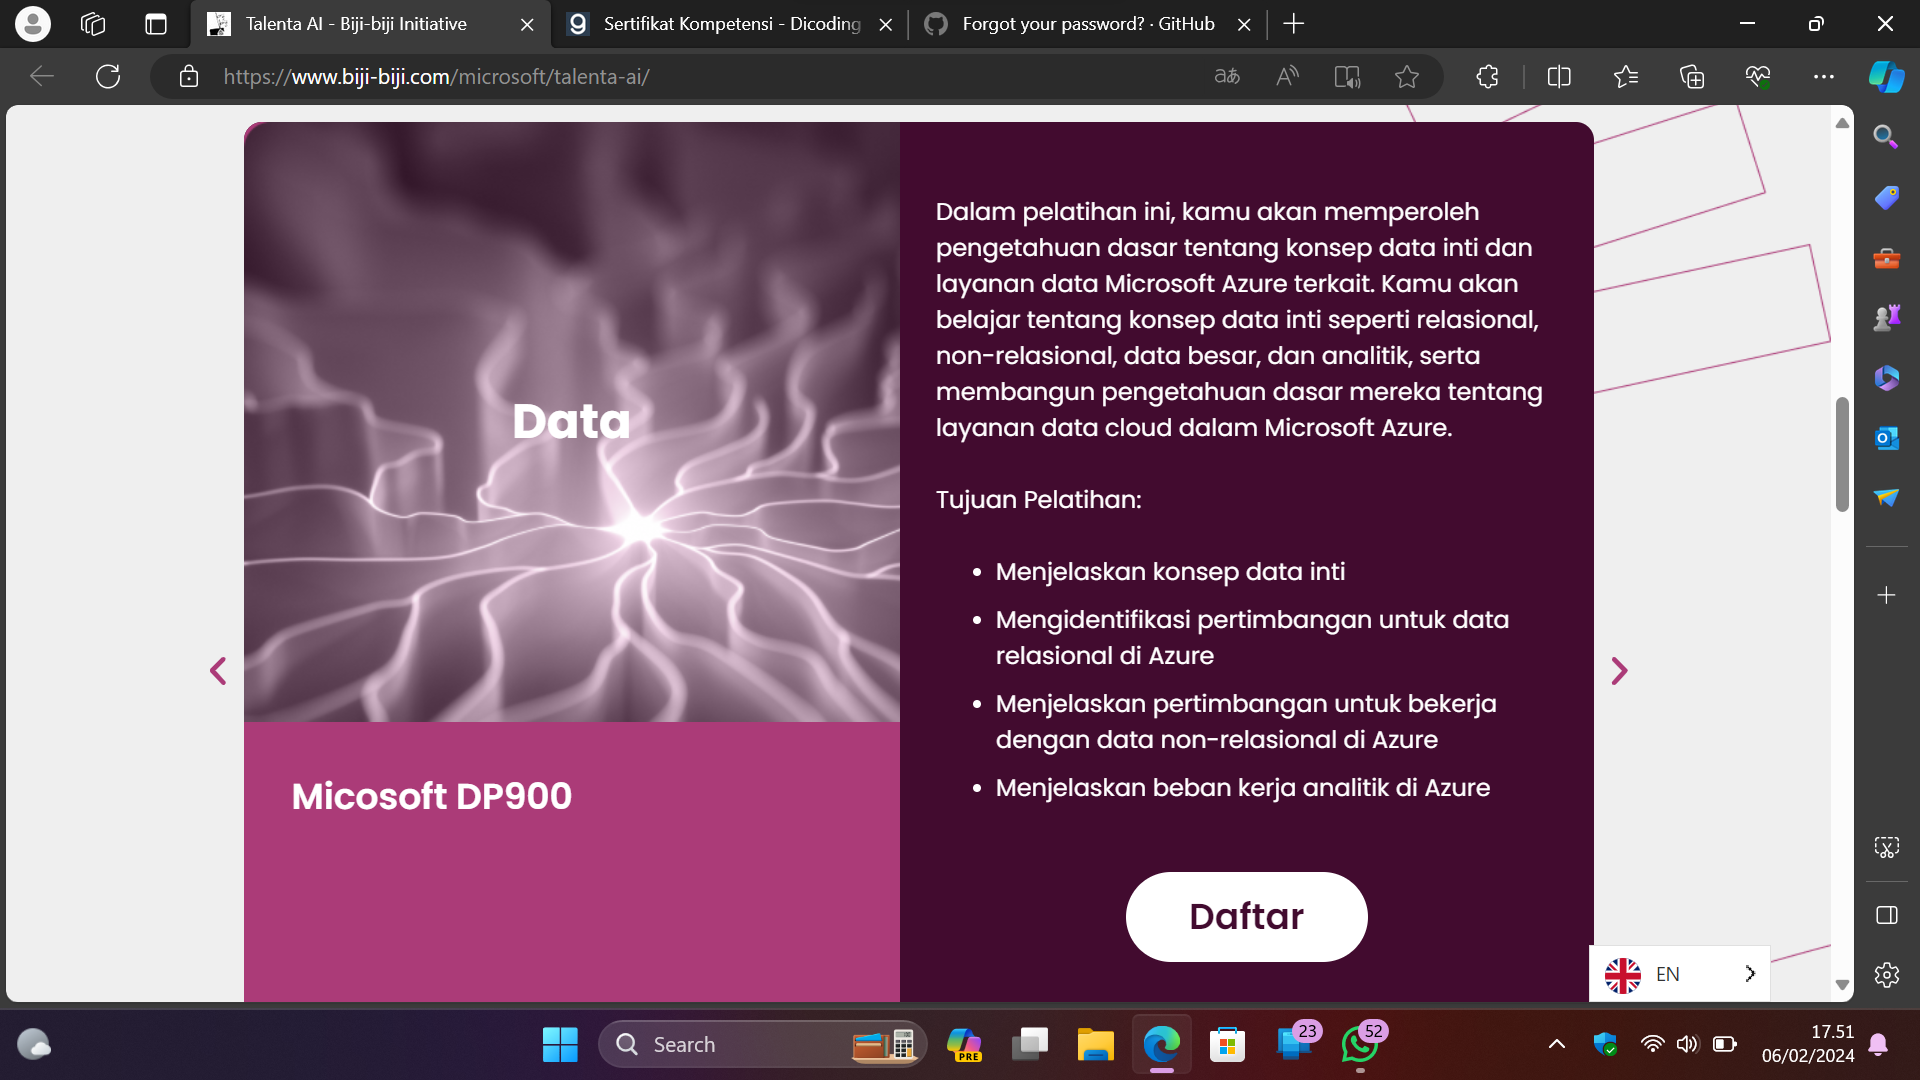 Talenta AI - Biji-biji Initiative
Sertifikat Kompetensi - Dicoding
Forgot your password? · GitHub
https://www.biji-biji.com/microsoft/talenta-ai/
Data
Micosoft DP900
Dalam pelatihan ini, kamu akan memperoleh
pengetahuan dasar tentang konsep data inti dan
layanan data Microsoft Azure terkait. Kamu akan
belajar tentang konsep data inti seperti relasional,
non-relasional, data besar, dan analitik, serta
membangun pengetahuan dasar mereka tentang
layanan data cloud dalam Microsoft Azure.
Tujuan Pelatihan:
• Menjelaskan konsep data inti
• Mengidentifikasi pertimbangan untuk data
relasional di Azure
• Menjelaskan pertimbangan untuk bekerja
dengan data non-relasional di Azure
• Menjelaskan beban kerja analitik di Azure
Daftar
EN
Search
PRE
23
52
17.51
06/02/2024